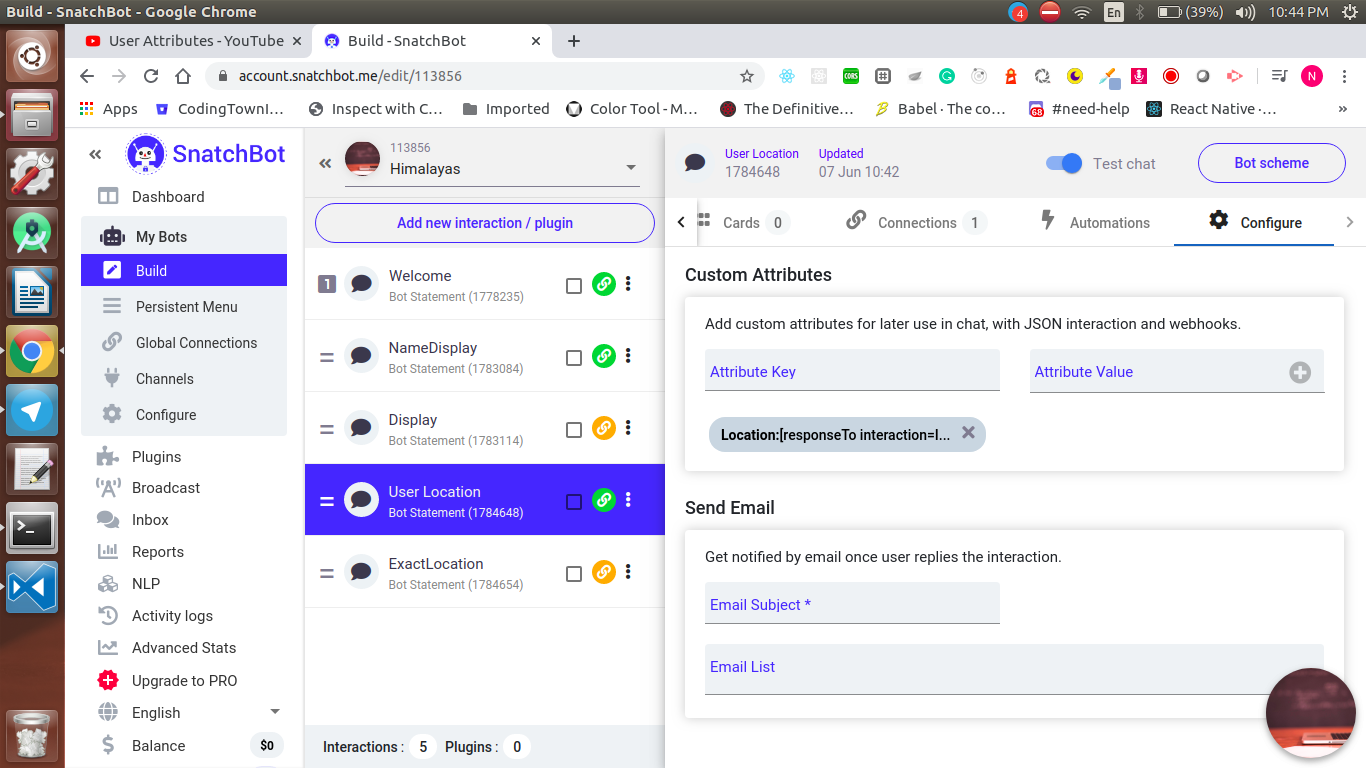 Build - SnatchBot - Google Chrome
4
En
(39%)
10:44 PM
User Attributes - YouTube
Build - SnatchBot
account.snatchbot.me/edit/113856
CORS
N
Apps
CodingTownI...
Inspect with C...
Imported
Color Tool - M...
The Definitive...
Babel · The co...
68
#need-help
React Native ·...
»
SnatchBot
Dashboard
My Bots
Build
Persistent Menu
Global Connections
Channels
Configure
Plugins
Broadcast
Inbox
Reports
NLP
Activity logs
Advanced Stats
Upgrade to PRO
English
Balance
$0
113856
Himalayas
Add new interaction / plugin
1
Welcome
Bot Statement (1778235)
NameDisplay
Bot Statement (1783084)
Display
Bot Statement (1783114)
User Location
Bot Statement (1784648)
ExactLocation
Bot Statement (1784654)
Interactions : 5 Plugins : 0
User Location
1784648
Updated
07 Jun 10:42
Test chat
Bot scheme
Cards 0
Connections 1
Automations
Configure
Custom Attributes
Add custom attributes for later use in chat, with JSON interaction and webhooks.
Attribute Key
Attribute Value
Location:[responseTo interaction=I...
Send Email
Get notified by email once user replies the interaction.
Email Subject *
Email List